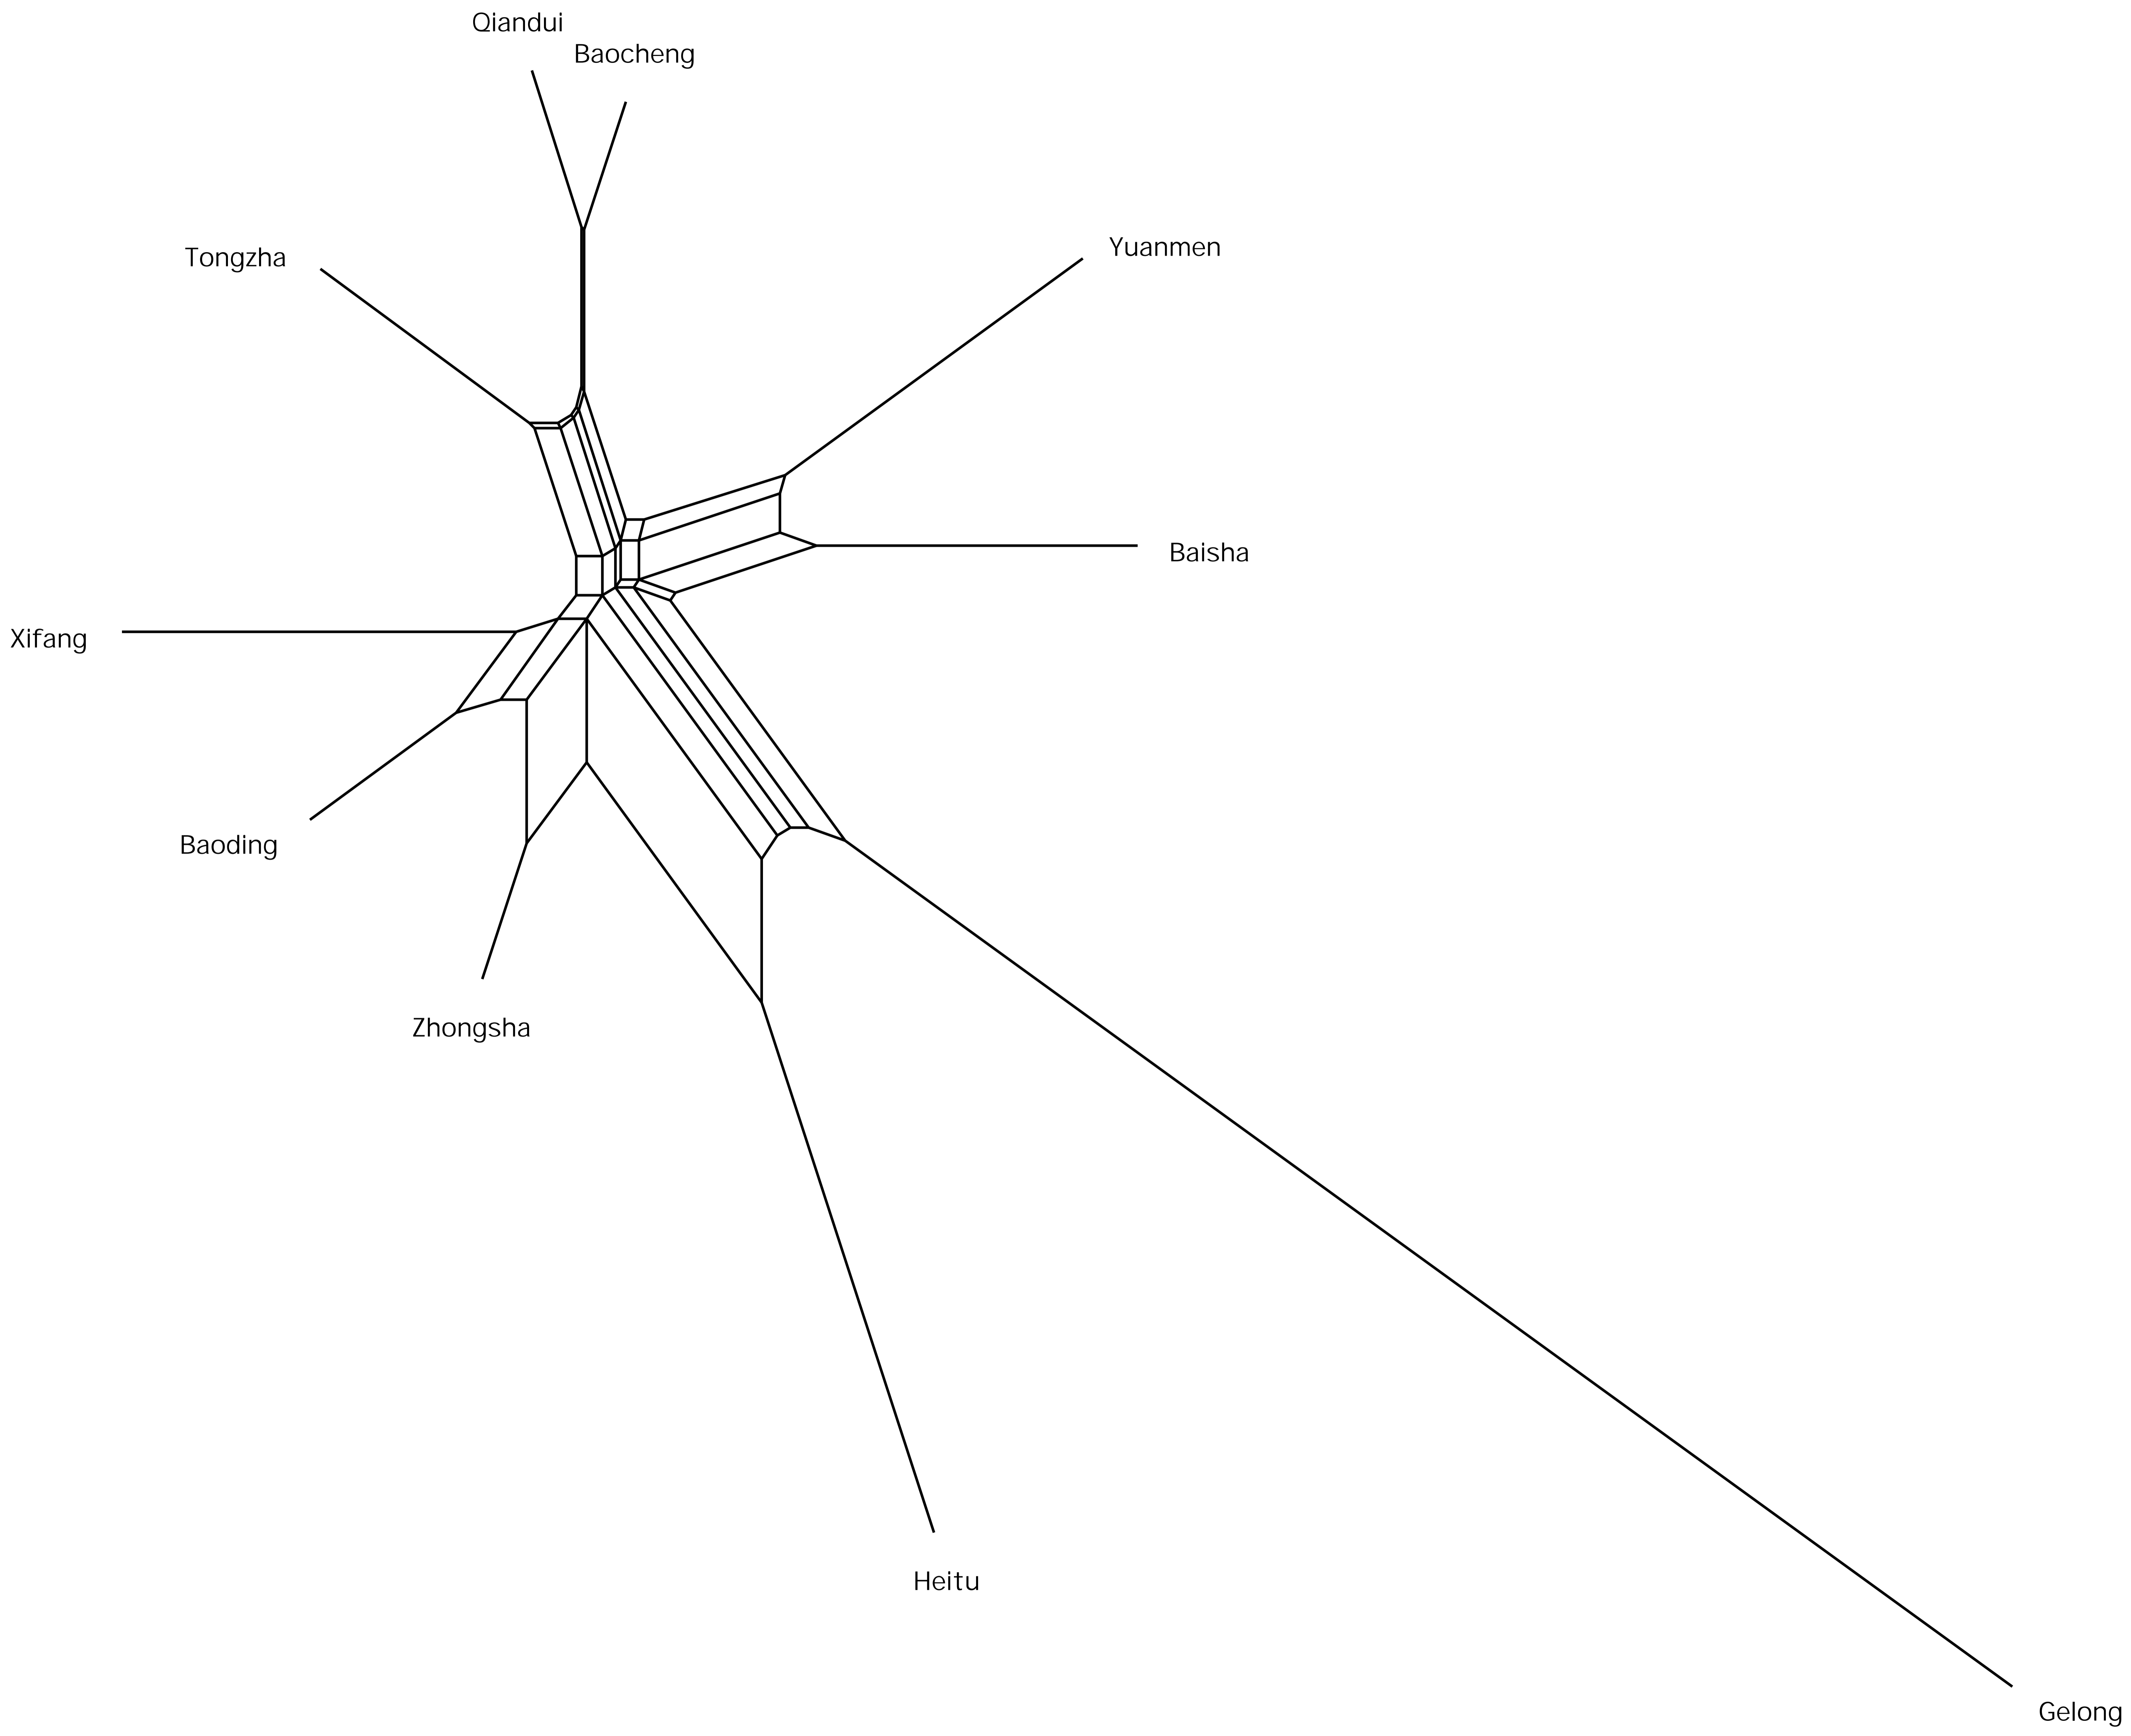 Qiandui
Baocheng
Yuanmen
Tongzha
Baisha
Xifang
Baoding
Zhongsha
Heitu
Gelong